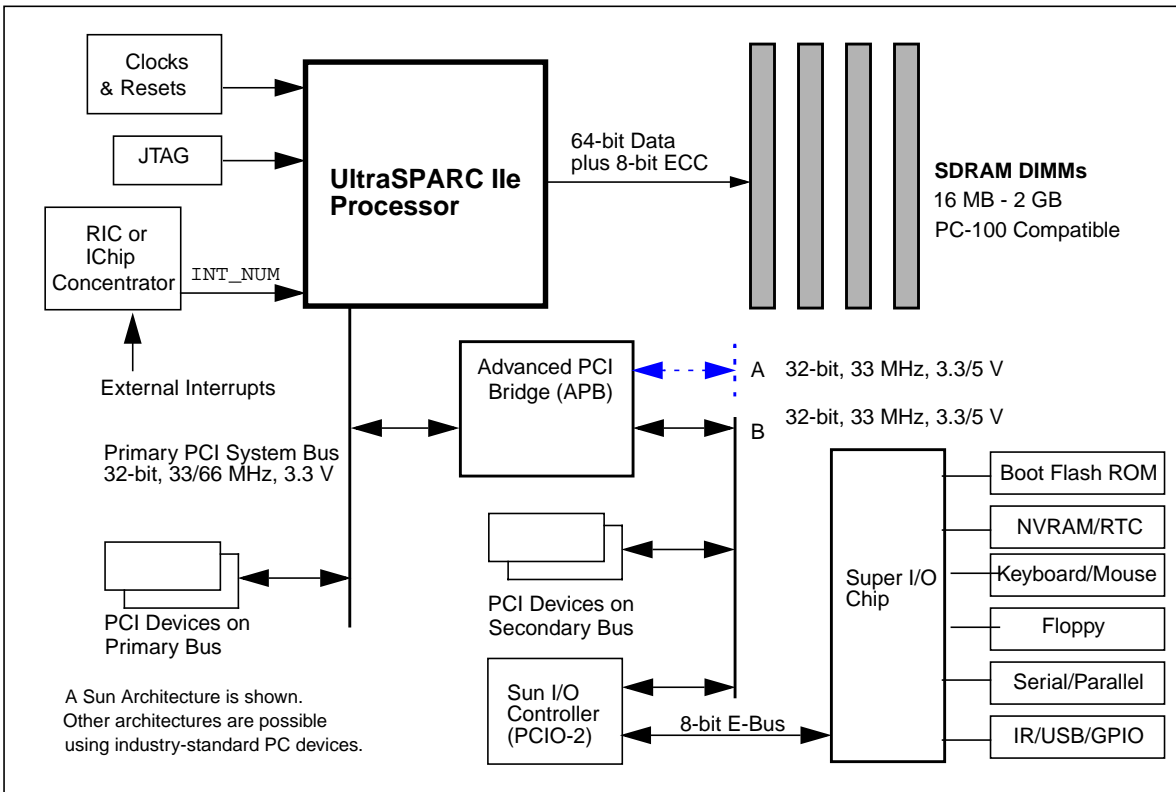 Clocks
& Resets
JTAG
RIC or
IChip
Concentrator
INT_NUM
External Interrupts
UltraSPARC IIe
Processor
64-bit Data
plus 8-bit ECC
SDRAM DIMMs
16 MB - 2 GB
PC-100 Compatible
Advanced PCI
Bridge (APB)
A 32-bit, 33 MHz, 3.3/5 V
B 32-bit, 33 MHz, 3.3/5 V
Primary PCI System Bus
32-bit, 33/66 MHz, 3.3 V
PCI Devices on
Primary Bus
PCI Devices on
Secondary Bus
Sun I/O
Controller
(PCIO-2)
8-bit E-Bus
Super I/O
Chip
Boot Flash ROM
NVRAM/RTC
Keyboard/Mouse
Floppy
Serial/Parallel
IR/USB/GPIO
A Sun Architecture is shown.
Other architectures are possible
using industry-standard PC devices.